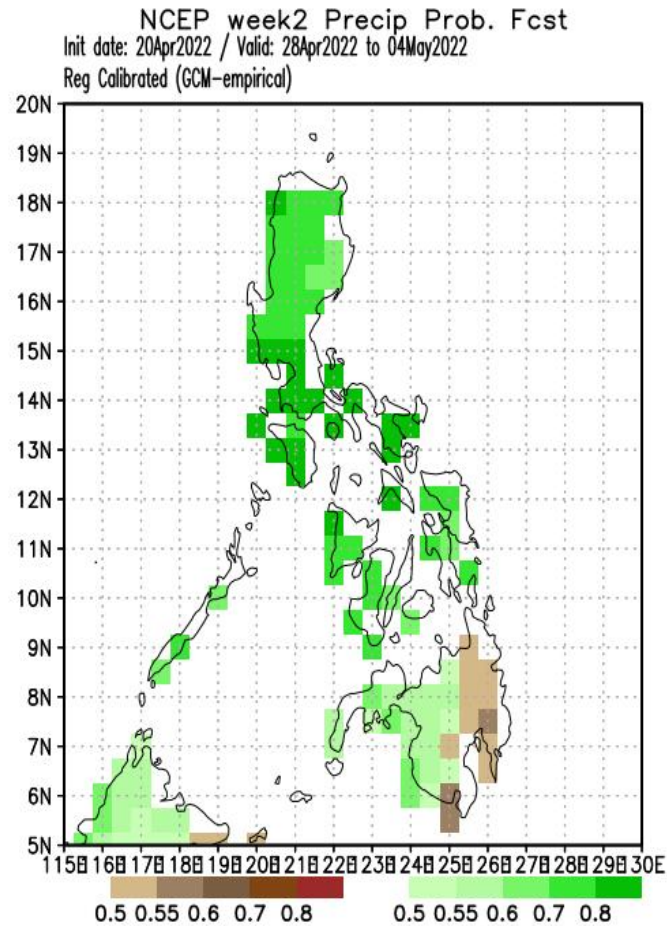 NCEP week2 Precip Prob. Fcst
Init date: 20Apr2022 / Valid: 28Apr2022 to 04May2022
Reg Calibrated (GCM-empirical)
20N
19N
18N
17N
16N
15N
14N
13N
12N
11N
10N
9N
8N
7N
6N
5N
115E 116E 117E 118E 119E 120E 121E 122E 123E 124E 125E 126E 127E 128E 129E 130E
0.5 0.55 0.6 0.7 0.8 0.5 0.55 0.6 0.7 0.8